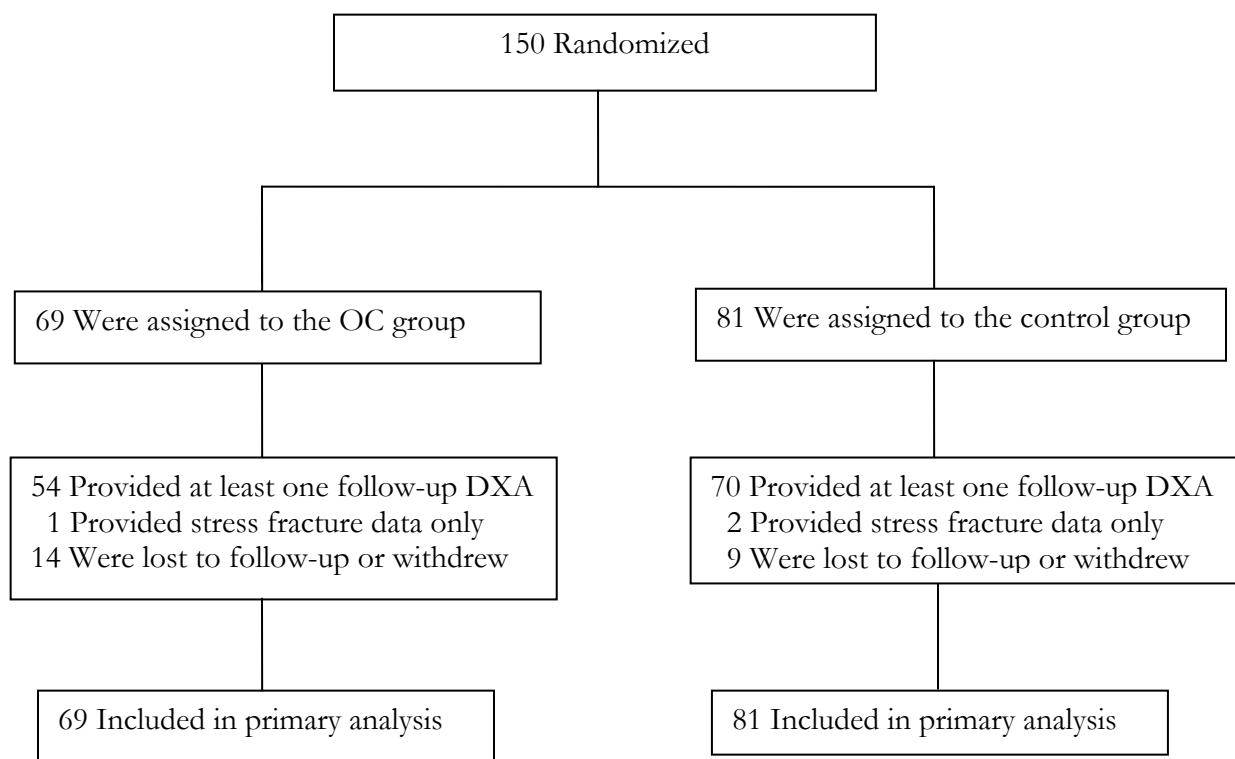 150 Randomized
69 Were assigned to the OC group
81 Were assigned to the control group
54 Provided at least one follow-up DXA
1 Provided stress fracture data only
14 Were lost to follow-up or withdrew
70 Provided at least one follow-up DXA
2 Provided stress fracture data only
9 Were lost to follow-up or withdrew
69 Included in primary analysis
81 Included in primary analysis